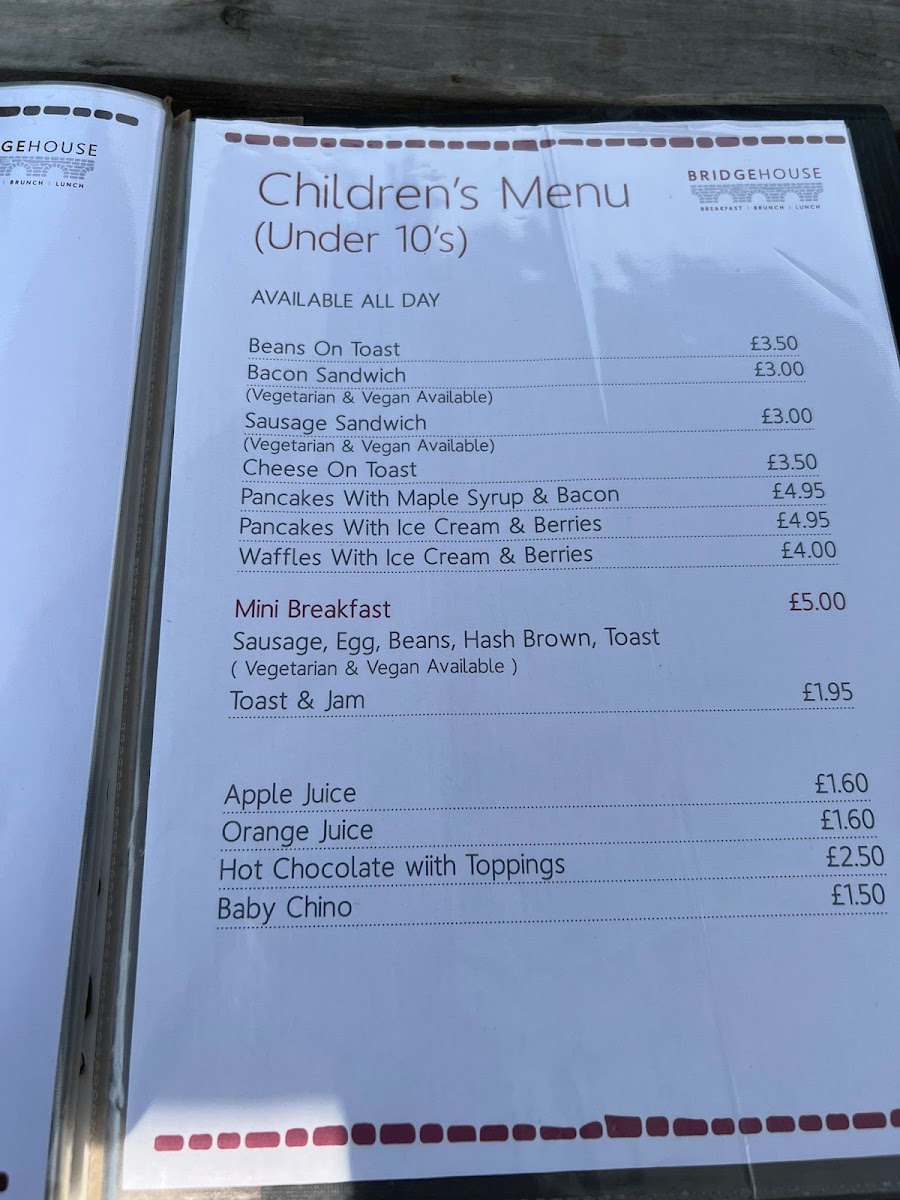 GEHOUSE
| BRUNCH | LUNCH
BRIDGEHOUSE
BREAKFAST | BRUNCH | LUNCH
Children's Menu
(Under 10's)
AVAILABLE ALL DAY
Beans On Toast £3.50
Bacon Sandwich £3.00
(Vegetarian & Vegan Available)
Sausage Sandwich £3.00
(Vegetarian & Vegan Available)
Cheese On Toast £3.50
Pancakes With Maple Syrup & Bacon £4.95
Pancakes With Ice Cream & Berries £4.95
Waffles With Ice Cream & Berries £4.00
Mini Breakfast £5.00
Sausage, Egg, Beans, Hash Brown, Toast
( Vegetarian & Vegan Available )
Toast & Jam £1.95
Apple Juice £1.60
Orange Juice £1.60
Hot Chocolate wiith Toppings £2.50
Baby Chino £1.50